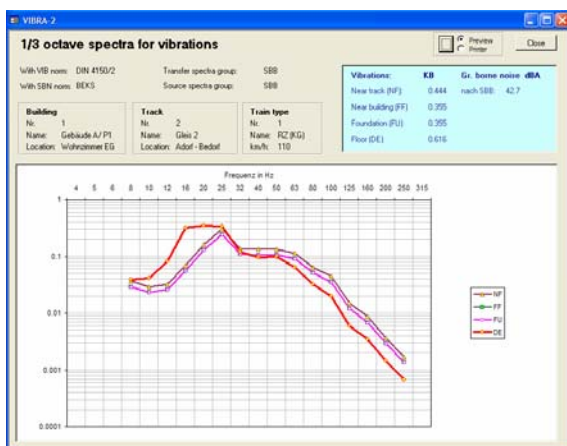 VIBRA-2
1/3 octave spectra for vibrations
Preview
Printer
Close
With VIB norm: DIN 4150/2 Transfer spectra group: SBB
With SBN norm: BEKS Source spectra group: SBB
Vibrations: KB Gr. borne noise dBA
Near track (NF): 0.444 nach SBB: 42.7
Near building (FF) 0.355
Foundation (FU) 0.355
Floor (DE) 0.616
Building Track Train type
Nr. 1 Nr. 2 Nr. 1
Name: Gebäude A/ P1 Name: Gleis 2 Name: RZ (KG)
Location: Wohnzimmer EG Location: Adorf - Bedorf km/h: 110
Frequenz in Hz
4 5 6 8 10 12 16 20 25 32 40 50 63 80 100 125 160 200 250 315
1
0.1
0.01
0.001
0.0001
NF
FF
FU
DE